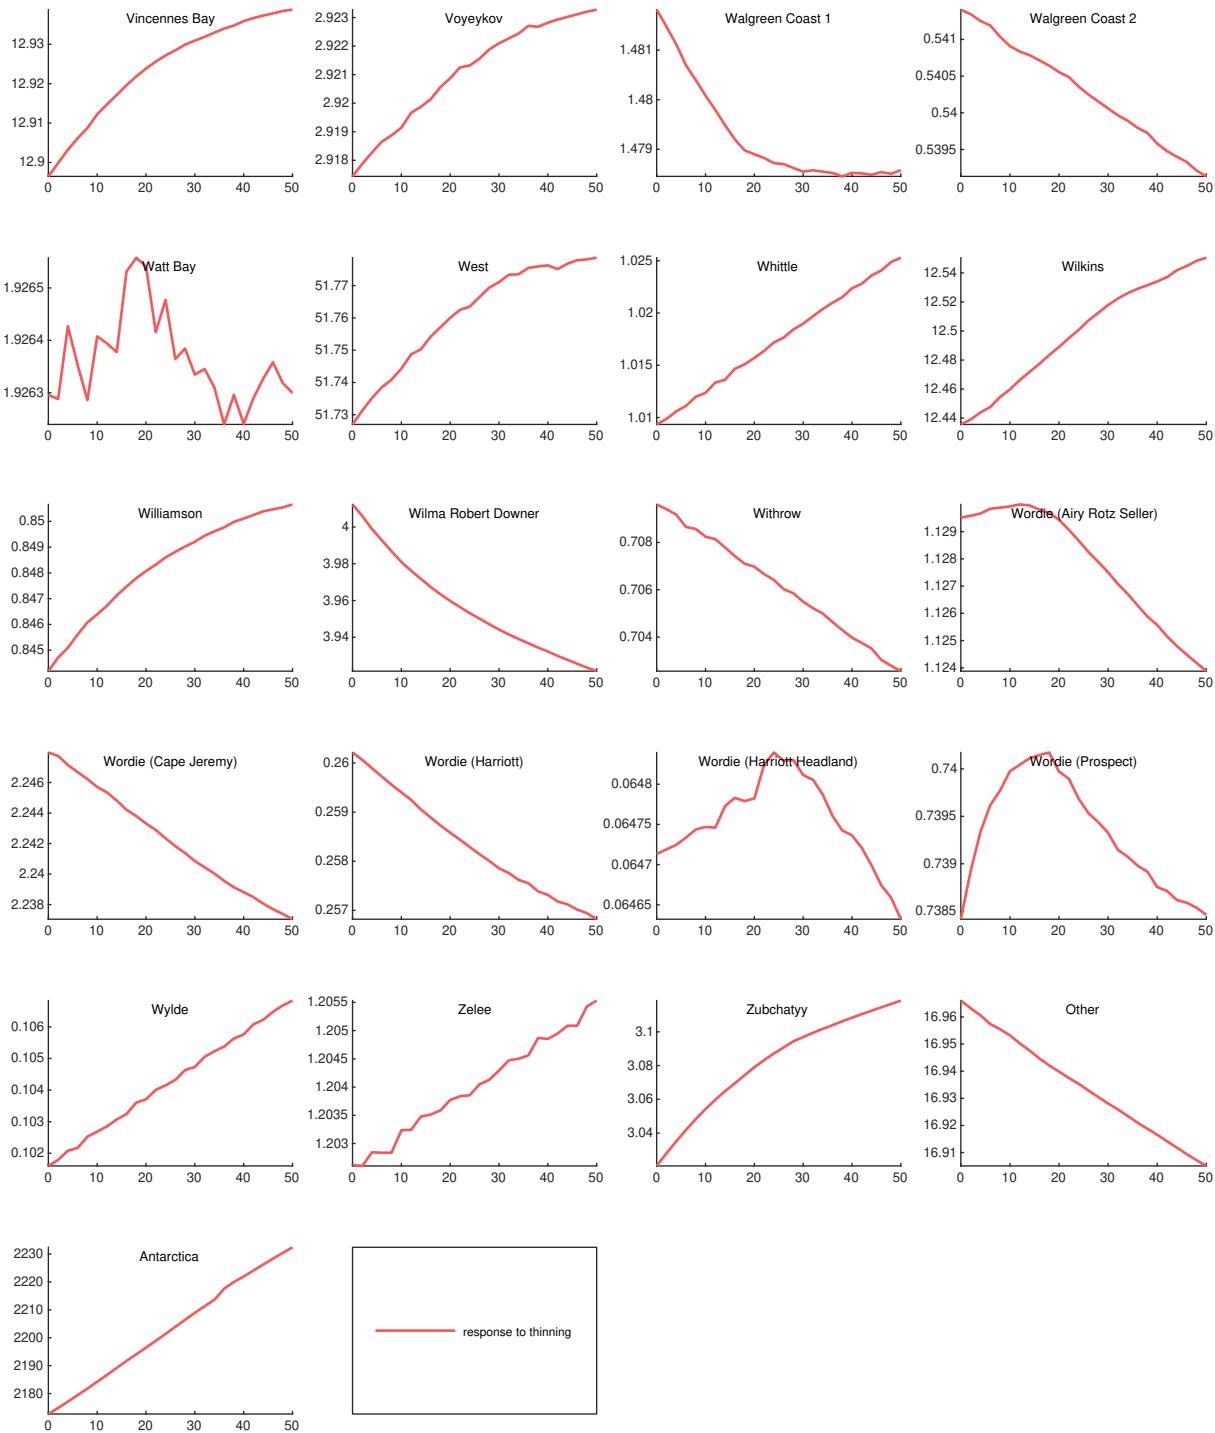 Vincennes Bay
12.93
12.92
12.91
12.9
0 10 20 30 40 50
Voyeykov
2.923
2.922
2.921
2.92
2.919
2.918
0 10 20 30 40 50
Walgreen Coast 1
1.481
1.48
1.479
0 10 20 30 40 50
Walgreen Coast 2
0.541
0.5405
0.54
0.5395
0 10 20 30 40 50
Watt Bay
1.9265
1.9264
1.9263
0 10 20 30 40 50
West
51.77
51.76
51.75
51.74
51.73
0 10 20 30 40 50
Whittle
1.025
1.02
1.015
1.01
0 10 20 30 40 50
Wilkins
12.54
12.52
12.5
12.48
12.46
12.44
0 10 20 30 40 50
Williamson
0.85
0.849
0.848
0.847
0.846
0.845
0 10 20 30 40 50
Wilma Robert Downer
4
3.98
3.96
3.94
0 10 20 30 40 50
Withrow
0.708
0.706
0.704
0 10 20 30 40 50
Wordie (Airy Rotz Seller)
1.129
1.128
1.127
1.126
1.125
1.124
0 10 20 30 40 50
Wordie (Cape Jeremy)
2.246
2.244
2.242
2.24
2.238
0 10 20 30 40 50
Wordie (Harriott)
0.26
0.259
0.258
0.257
0 10 20 30 40 50
Wordie (Harriott Headland)
0.0648
0.06475
0.0647
0.06465
0 10 20 30 40 50
Wordie (Prospect)
0.74
0.7395
0.739
0.7385
0 10 20 30 40 50
Wylde
0.106
0.105
0.104
0.103
0.102
0 10 20 30 40 50
Zelee
1.2055
1.205
1.2045
1.204
1.2035
1.203
0 10 20 30 40 50
Zubchatyy
3.1
3.08
3.06
3.04
0 10 20 30 40 50
Other
16.96
16.95
16.94
16.93
16.92
16.91
0 10 20 30 40 50
Antarctica
2230
2220
2210
2200
2190
2180
0 10 20 30 40 50
response to thinning